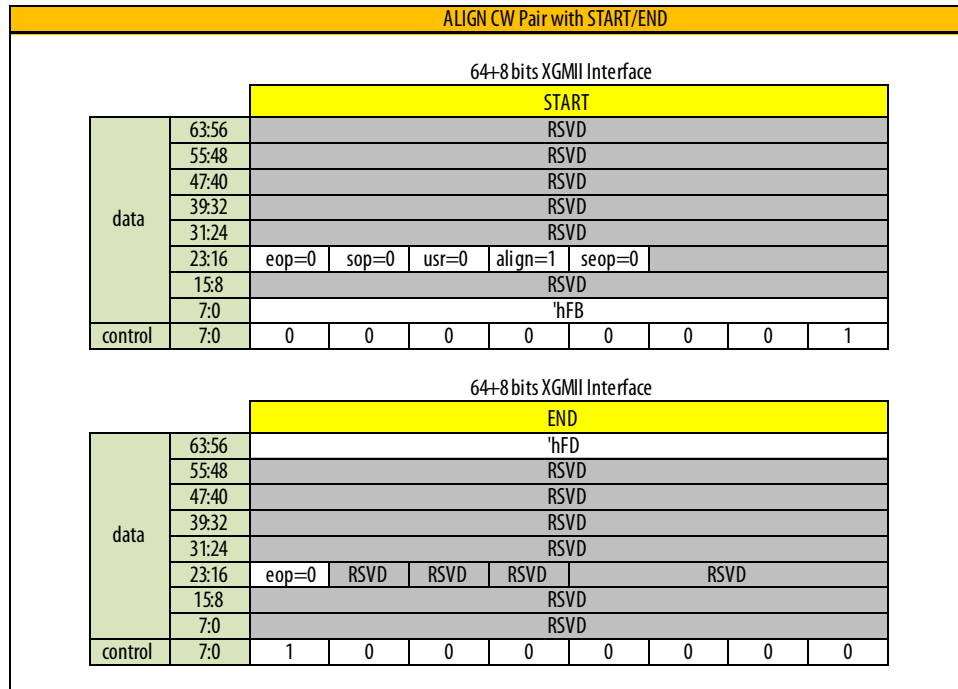 ALIGN CW Pair with START/END
64+8 bits XGMII Interface
START
data 63:56 RSVD
55:48 RSVD
47:40 RSVD
39:32 RSVD
31:24 RSVD
23:16 eop=0 sop=0 usr=0 align=1 seop=0
15:8 RSVD
7:0 'hFB
control 7:0 0 0 0 0 0 0 0 1
64+8 bits XGMII Interface
END
data 63:56 'hFD
55:48 RSVD
47:40 RSVD
39:32 RSVD
31:24 RSVD
23:16 eop=0 RSVD RSVD RSVD RSVD
15:8 RSVD
7:0 RSVD
control 7:0 1 0 0 0 0 0 0 0